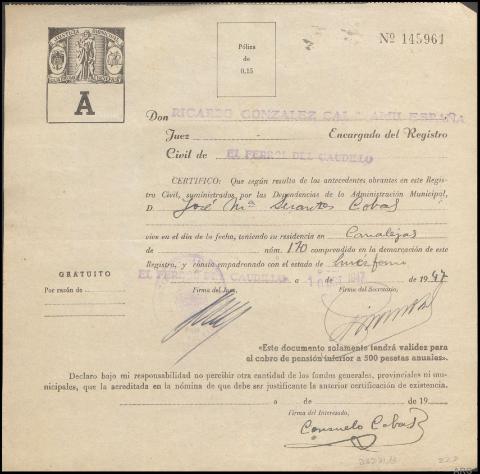 JUSTICIA MUNICIPAL
A
Póliza
de
0,15
Nº 145961
Don RICARDO GONZALEZ CAL ESPAÑA
Juez Encargado del Registro
Civil de EL FERROL DEL CAUDILLO
CERTIFICO: Que según resulta de los antecedentes obrantes en este Regis-
tro Civil, suministrados por las Dependencias de la Administración Municipal,
D José Mª Cobas
vive en el día de la fecha, teniendo su residencia en Canalejas
de núm. 170 comprendido en la demarcación de este
Registro, y consta empadronado con el estado de
GRATUITO
Por razón de
EL FERROL DEL CAUDILLO a de de 1947
Firma del Juez, Firma del Secretario,
«Este documento solamente tendrá validez para
el cobro de pensión inferior a 500 pesetas anuales».
Declaro bajo mi responsabilidad no percibir otra cantidad de los fondos generales, provinciales ni mu-
nicipales, que la acreditada en la nómina de que debe ser justificante la anterior certificación de existencia.
a de de 19
Firma del Interesado,
Consuelo Cobas